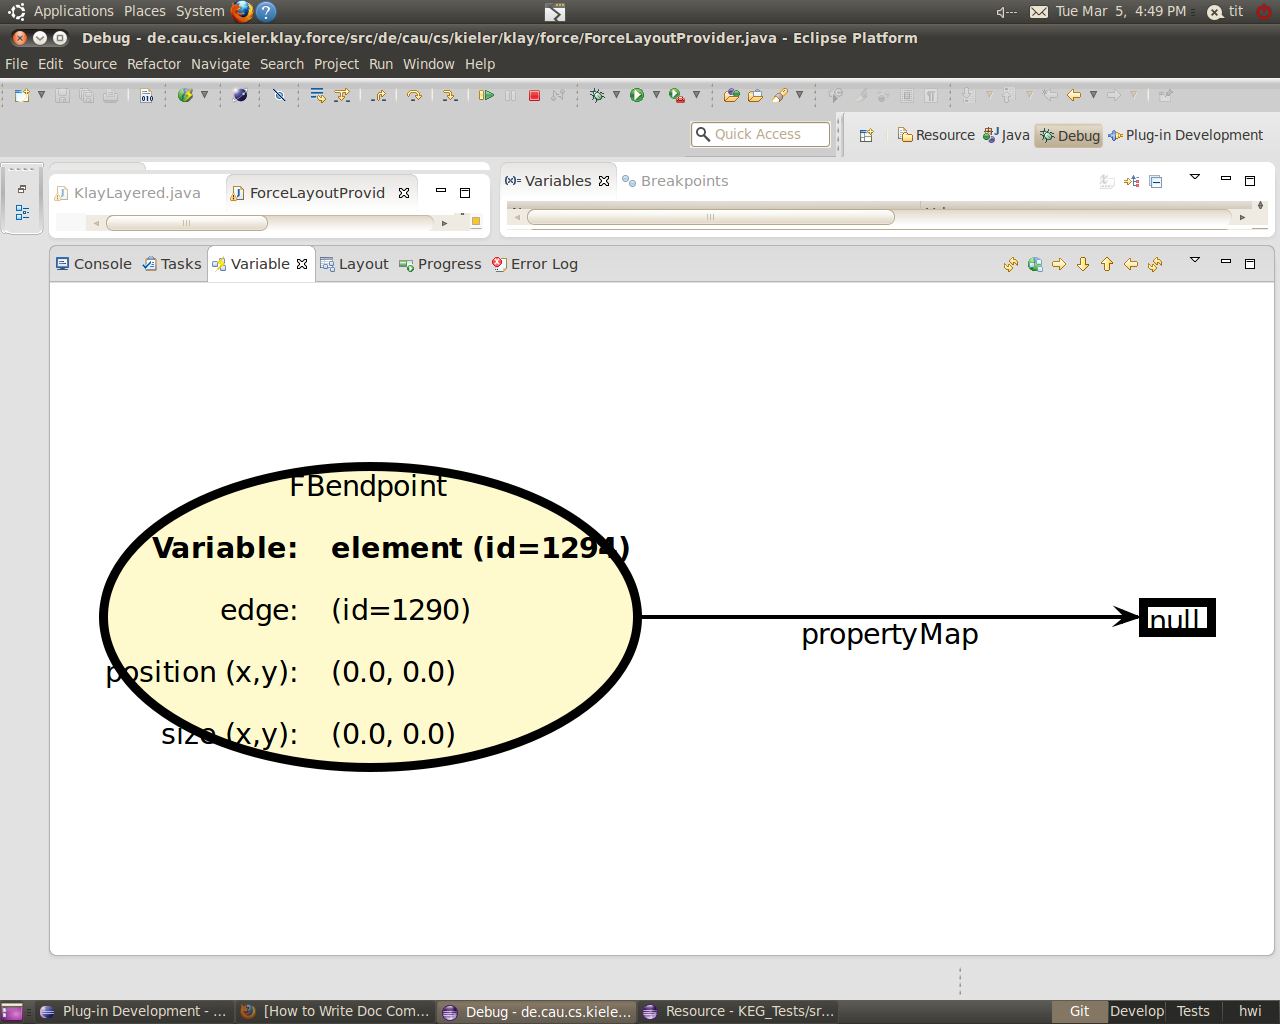 Applications Places System Tue Mar 5, 4:49 PM tit
Debug - de.cau.cs.kieler.klay.force/src/de/cau/cs/kieler/klay/force/ForceLayoutProvider.java - Eclipse Platform
File Edit Source Refactor Navigate Search Project Run Window Help
Quick Access Resource Java Debug Plug-in Development
KlayLayered.java ForceLayoutProvid Variables Breakpoints
Console Tasks Variable Layout Progress Error Log
FBendpoint
Variable: element (id=1294)
edge: (id=1290)
position (x,y): (0.0, 0.0)
size (x,y): (0.0, 0.0)
propertyMap
null
Plug-in Development - ... [How to Write Doc Com... Debug - de.cau.cs.kiele... Resource - KEG_Tests/sr... Git Develop Tests hwi